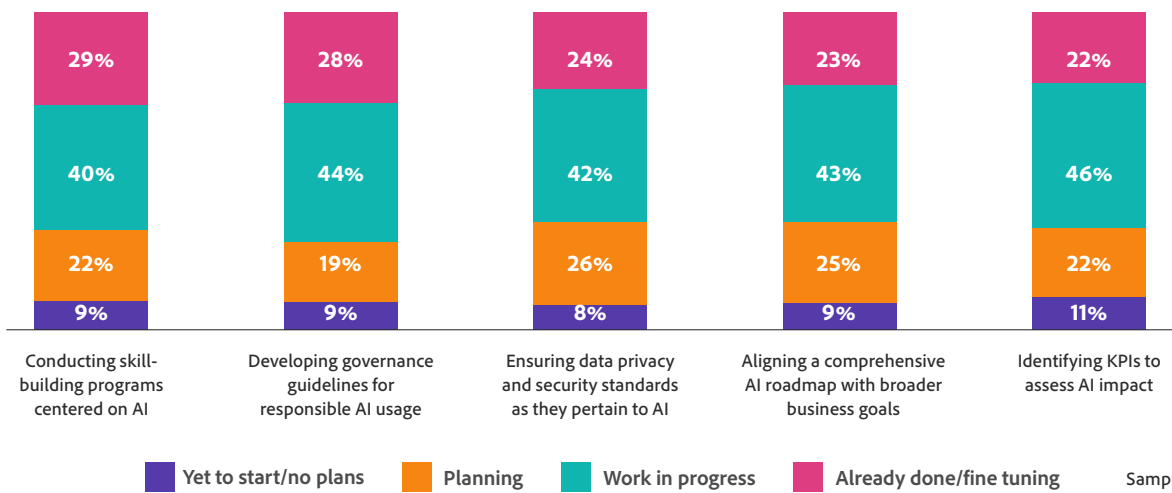 29% 28% 24% 23% 22%
40% 44% 42% 43% 46%
22% 19% 26% 25% 22%
9% 9% 8% 9% 11%
Conducting skill-
building programs
centered on AI
Developing governance
guidelines for
responsible AI usage
Ensuring data privacy
and security standards
as they pertain to AI
Aligning a comprehensive
AI roadmap with broader
business goals
Identifying KPIs to
assess AI impact
Yet to start/no plans Planning Work in progress Already done/fine tuning Samp